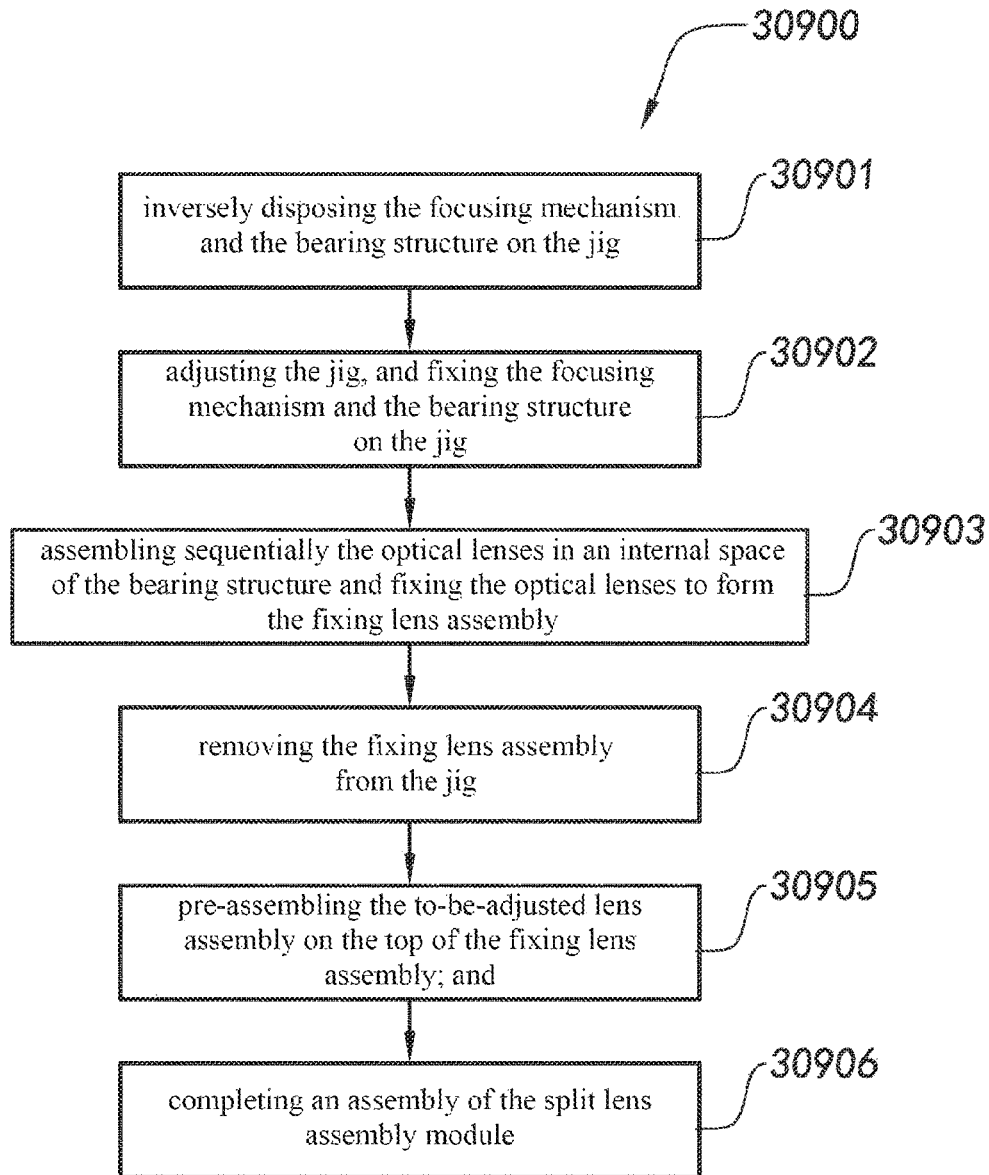 30900
30901
inversely disposing the focusing mechanism
and the bearing structure on the jig
30902
adjusting the jig, and fixing the focusing
mechanism and the bearing structure
on the jig
30903
assembling sequentially the optical lenses in an internal space
of the bearing structure and fixing the optical lenses to form
the fixing lens assembly
30904
removing the fixing lens assembly
from the jig
30905
pre-assembling the to-be-adjusted lens
assembly on the top of the fixing lens
assembly; and
30906
completing an assembly of the split lens
assembly module